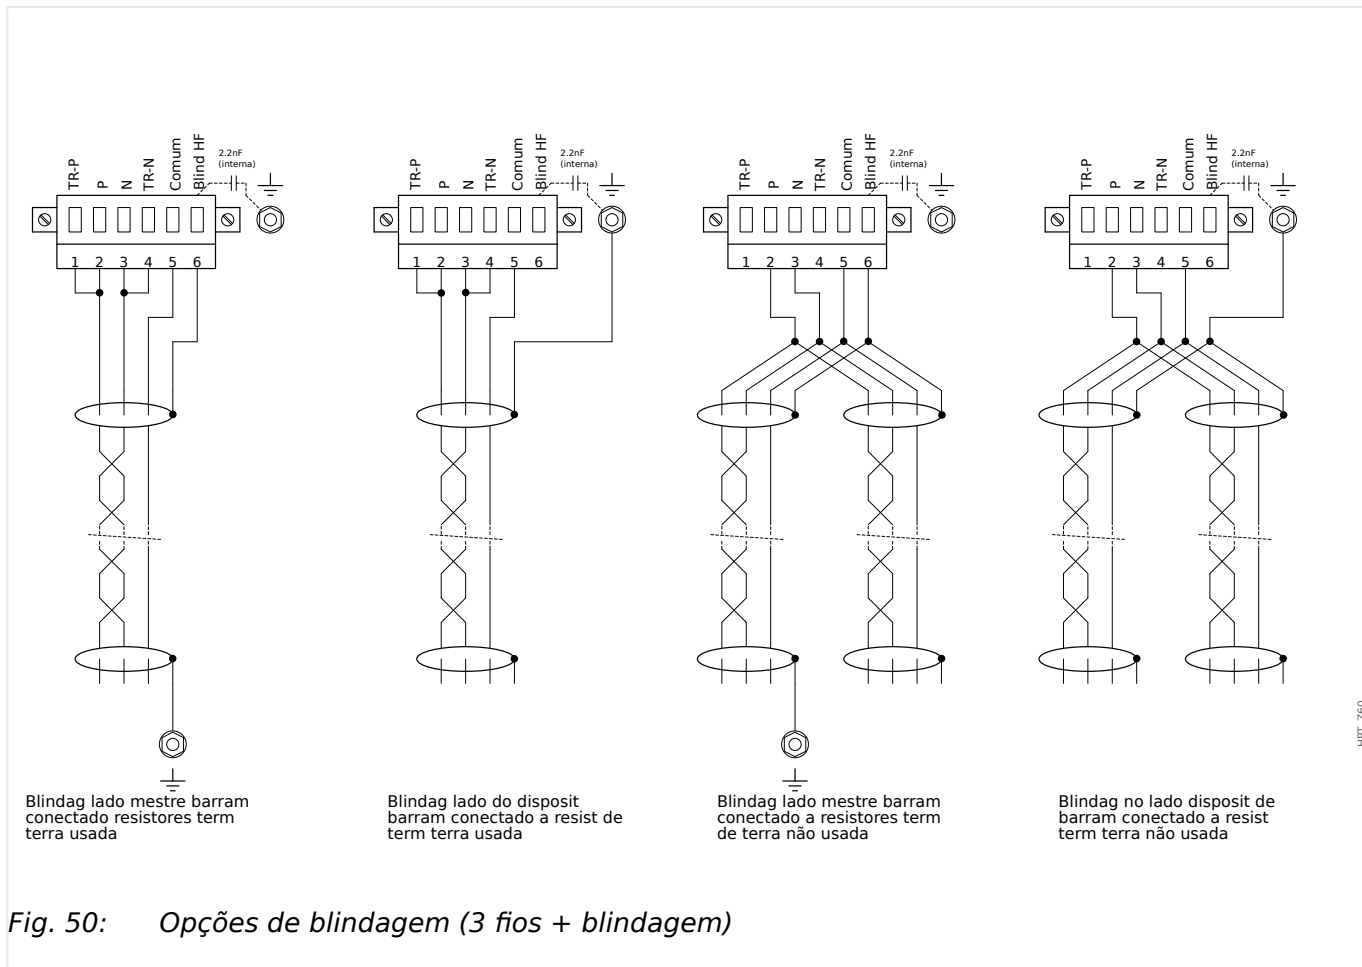 TR-P
P
N
TR-N
Comum
Blind HF
2.2nF
(interna)
1 2 3 4 5 6
TR-P
P
N
TR-N
Comum
Blind HF
2.2nF
(interna)
1 2 3 4 5 6
TR-P
P
N
TR-N
Comum
Blind HF
2.2nF
(interna)
1 2 3 4 5 6
TR-P
P
N
TR-N
Comum
Blind HF
2.2nF
(interna)
1 2 3 4 5 6
Blindag lado mestre barram
conectado resistores term
terra usada
Blindag lado do disposit
barram conectado a resist de
term terra usada
Blindag lado mestre barram
conectado a resistores term
de terra não usada
Blindag no lado disposit de
barram conectado a resist
term terra não usada
Fig. 50: Opções de blindagem (3 fios + blindagem)